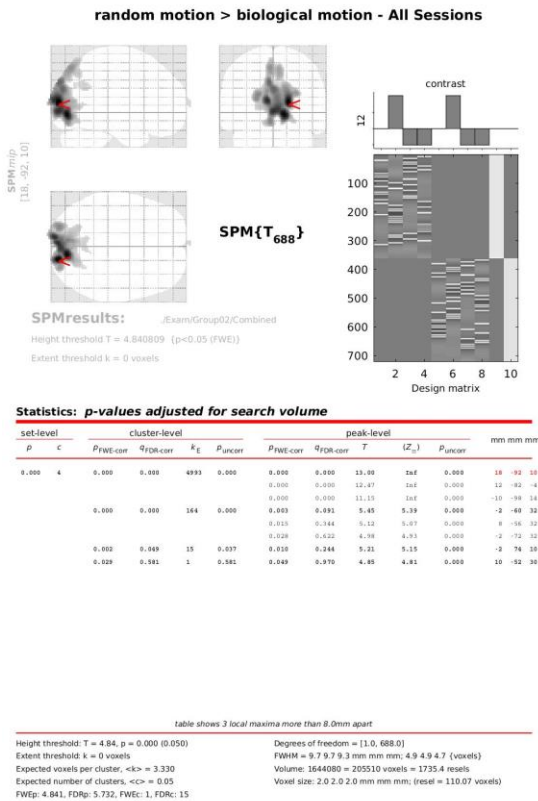 random motion > biological motion - All Sessions
contrast
12
SPMmip
[18, -92, 10]
SPM{T688}
100
200
300
400
500
600
700
2 4 6 8 10
Design matrix
SPMresults: ./Exam/Group02/Combined
Height threshold T = 4.840809 {p<0.05 (FWE)}
Extent threshold k = 0 voxels
Statistics: p-values adjusted for search volume
set-level cluster-level peak-level mm mm mm
p c pFWE-corr qFDR-corr kE puncorr pFWE-corr qFDR-corr T (Z≡) puncorr
0.000 4 0.000 0.000 4993 0.000 0.000 0.000 13.00 Inf 0.000 18 -92 10
0.000 0.000 12.47 Inf 0.000 12 -82 -4
0.000 0.000 11.15 Inf 0.000 -10 -98 14
0.000 0.000 164 0.000 0.003 0.091 5.45 5.39 0.000 -2 -60 32
0.015 0.344 5.12 5.07 0.000 8 -56 32
0.028 0.622 4.98 4.93 0.000 -2 -72 32
0.002 0.049 15 0.037 0.010 0.244 5.21 5.15 0.000 -2 74 10
0.029 0.581 1 0.581 0.049 0.970 4.85 4.81 0.000 10 -52 30
table shows 3 local maxima more than 8.0mm apart
Height threshold: T = 4.84, p = 0.000 (0.050)
Extent threshold: k = 0 voxels
Expected voxels per cluster, <k> = 3.330
Expected number of clusters, <c> = 0.05
FWEp: 4.841, FDRp: 5.732, FWEc: 1, FDRc: 15
Degrees of freedom = [1.0, 688.0]
FWHM = 9.7 9.7 9.3 mm mm mm; 4.9 4.9 4.7 {voxels}
Volume: 1644080 = 205510 voxels = 1735.4 resels
Voxel size: 2.0 2.0 2.0 mm mm mm; (resel = 110.07 voxels)